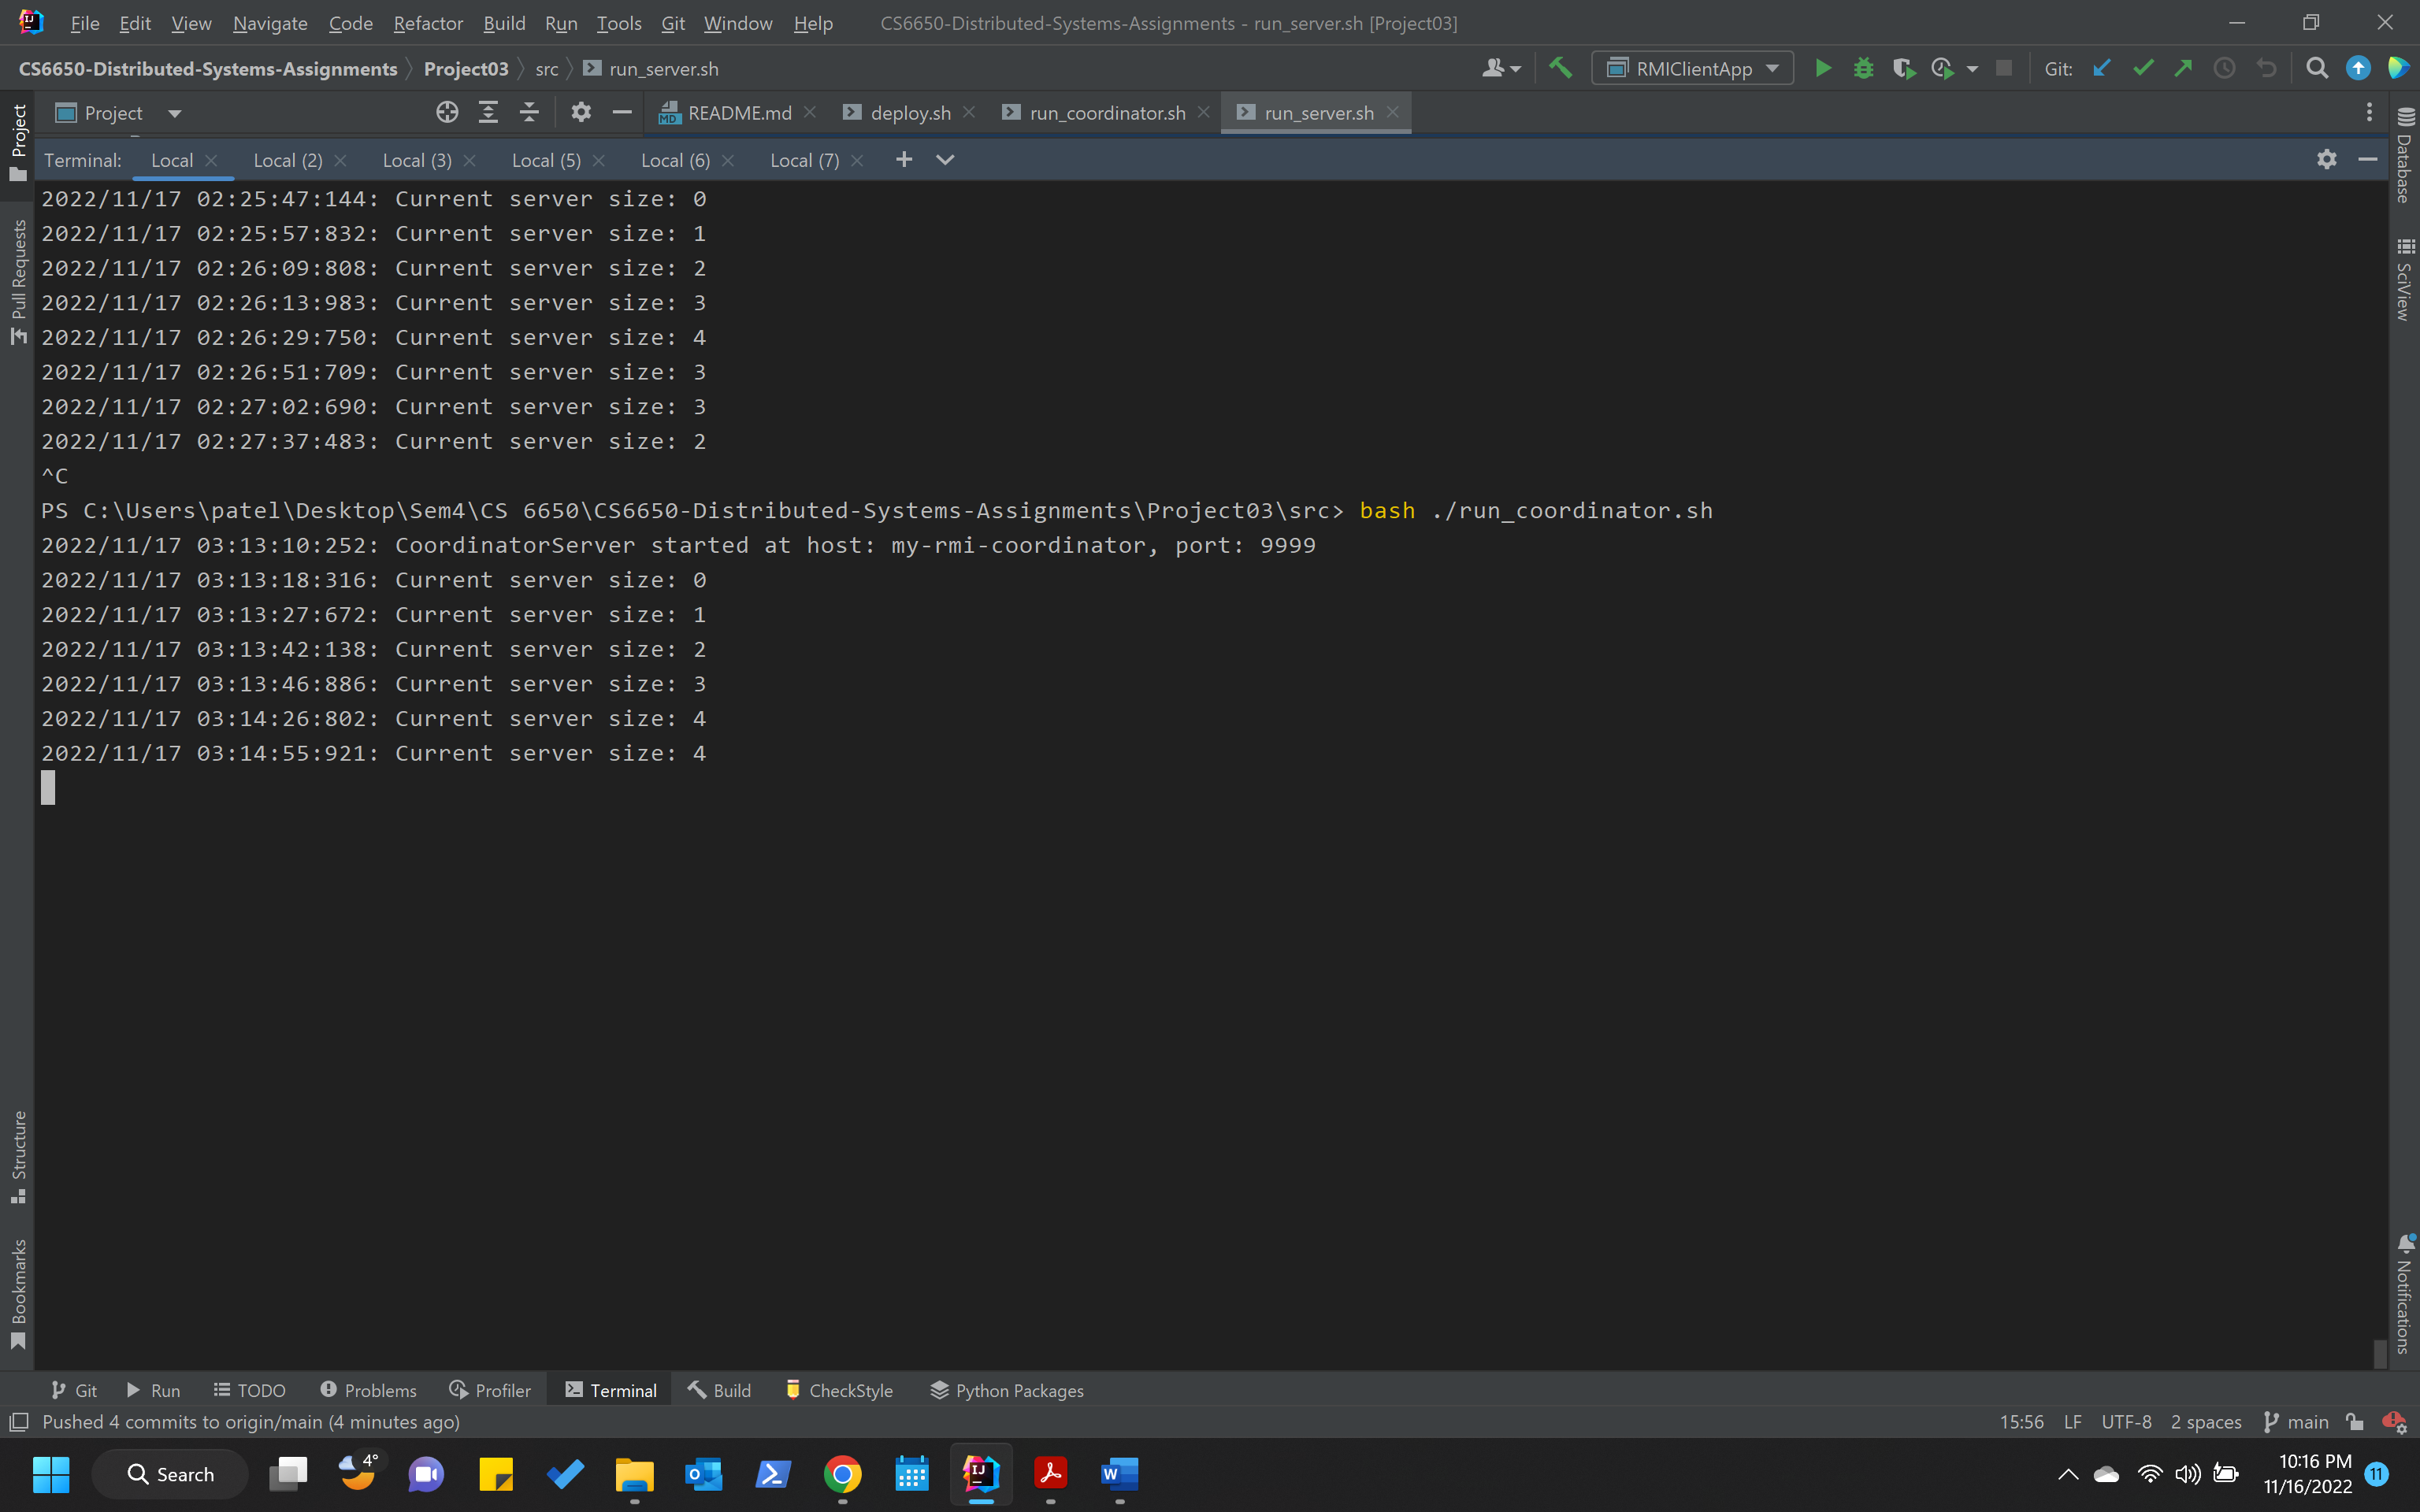 File Edit View Navigate Code Refactor Build Run Tools Git Window Help CS6650-Distributed-Systems-Assignments - run_server.sh [Project03]
CS6650-Distributed-Systems-Assignments Project03 src run_server.sh RMIClientApp Git:
Project README.md deploy.sh run_coordinator.sh run_server.sh
Terminal: Local Local (2) Local (3) Local (5) Local (6) Local (7)
2022/11/17 02:25:47:144: Current server size: 0
2022/11/17 02:25:57:832: Current server size: 1
2022/11/17 02:26:09:808: Current server size: 2
2022/11/17 02:26:13:983: Current server size: 3
2022/11/17 02:26:29:750: Current server size: 4
2022/11/17 02:26:51:709: Current server size: 3
2022/11/17 02:27:02:690: Current server size: 3
2022/11/17 02:27:37:483: Current server size: 2
^C
PS C:\Users\patel\Desktop\Sem4\CS 6650\CS6650-Distributed-Systems-Assignments\Project03\src> bash ./run_coordinator.sh
2022/11/17 03:13:10:252: CoordinatorServer started at host: my-rmi-coordinator, port: 9999
2022/11/17 03:13:18:316: Current server size: 0
2022/11/17 03:13:27:672: Current server size: 1
2022/11/17 03:13:42:138: Current server size: 2
2022/11/17 03:13:46:886: Current server size: 3
2022/11/17 03:14:26:802: Current server size: 4
2022/11/17 03:14:55:921: Current server size: 4
Project
Pull Requests
Structure
Bookmarks
Database
SciView
Notifications
Git Run TODO Problems Profiler Terminal Build CheckStyle Python Packages
Pushed 4 commits to origin/main (4 minutes ago) 15:56 LF UTF-8 2 spaces main
Search 4° 10:16 PM
11/16/2022 11